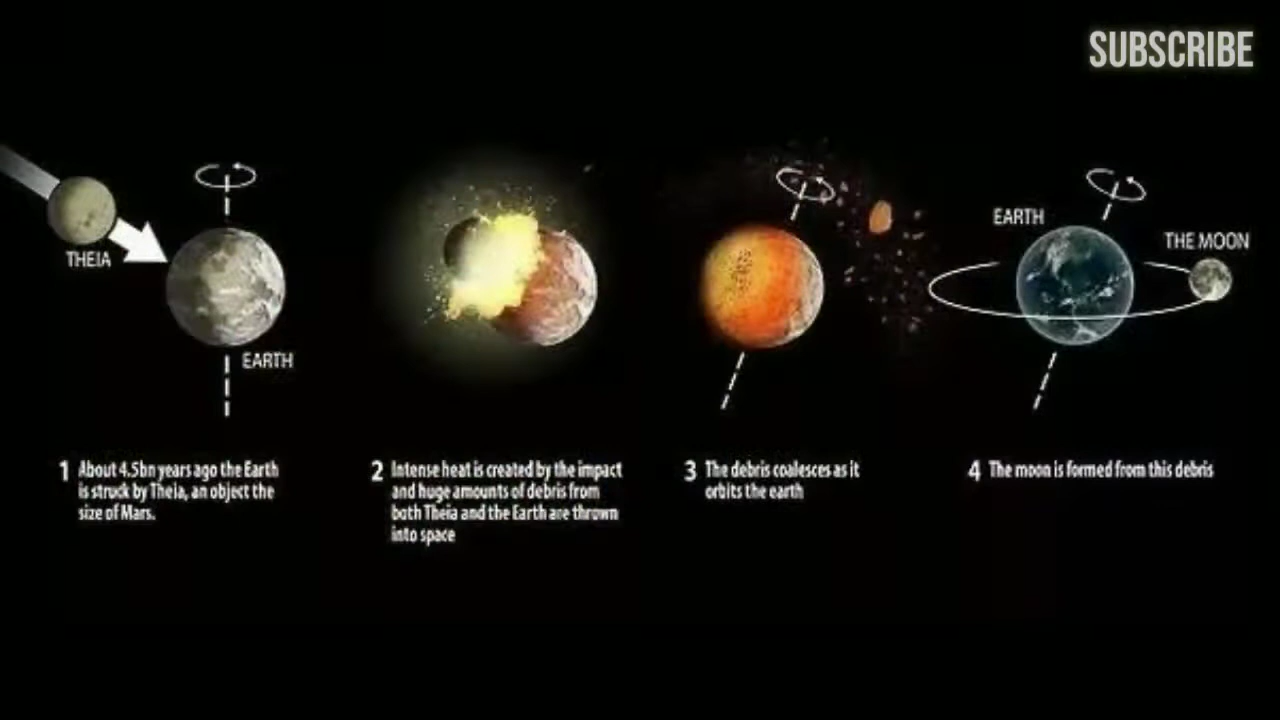 SUBSCRIBE
THEIA
EARTH
EARTH
THE MOON
1 About 4.5bn years ago the Earth
is struck by Theia, an object the
size of Mars.
2 Intense heat is created by the impact
and huge amounts of debris from
both Theia and the Earth are thrown
into space
3 The debris coalesces as it
orbits the earth
4 The moon is formed from this debris